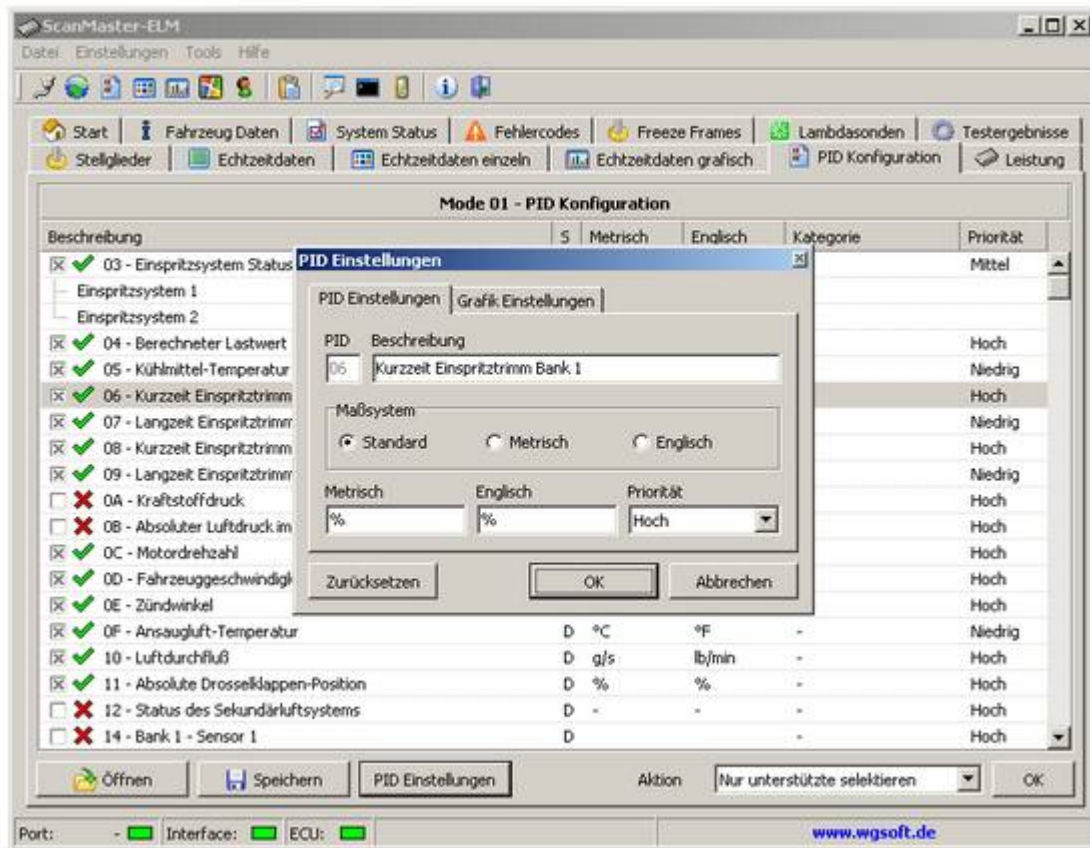 ScanMaster-ELM
Datei Einstellungen Tools Hilfe
Start Fahrzeug Daten System Status Fehlercodes Freeze Frames Lambdasonden Testergebnisse
Stellglieder Echtzeitdaten Echtzeitdaten einzeln Echtzeitdaten grafisch PID Konfiguration Leistung
Mode 01 - PID Konfiguration
Beschreibung S Metrisch Englisch Kategorie Priorität
03 - Einspritzsystem Status Mittel
Einspritzsystem 1
Einspritzsystem 2
04 - Berechneter Lastwert Hoch
05 - Kühlmittel-Temperatur Niedrig
06 - Kurzzeit Einspritztrimm Hoch
07 - Langzeit Einspritztrimm Niedrig
08 - Kurzzeit Einspritztrimm Hoch
09 - Langzeit Einspritztrimm Niedrig
0A - Kraftstoffdruck Hoch
0B - Absoluter Luftdruck im Hoch
0C - Motordrehzahl Hoch
0D - Fahrzeuggeschwindigk Hoch
0E - Zündwinkel Hoch
0F - Ansaugluft-Temperatur D °C °F - Niedrig
10 - Luftdurchfluß D g/s lb/min - Hoch
11 - Absolute Drosselklappen-Position D % % - Hoch
12 - Status des Sekundärluftsystems D - - - Hoch
14 - Bank 1 - Sensor 1 D - Hoch
PID Einstellungen
PID Einstellungen Grafik Einstellungen
PID Beschreibung
06 Kurzzeit Einspritztrimm Bank 1
Maßsystem
Standard Metrisch Englisch
Metrisch Englisch Priorität
% % Hoch
Zurücksetzen OK Abbrechen
Öffnen Speichern PID Einstellungen Aktion Nur unterstützte selektieren OK
Port: - Interface: ECU: www.wgsoft.de